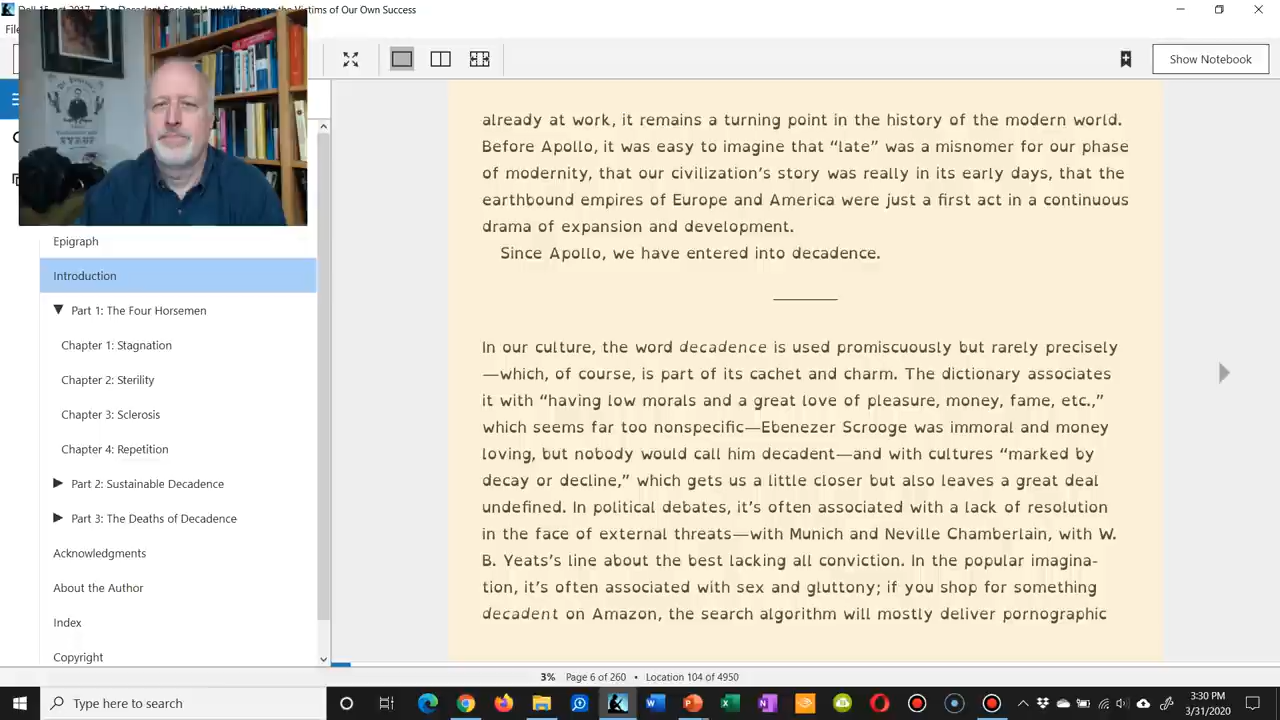 Dell 15-oct-2017 - The Decadent Society: How We Became the Victims of Our Own Success
Show Notebook
Epigraph
Introduction
Part 1: The Four Horsemen
Chapter 1: Stagnation
Chapter 2: Sterility
Chapter 3: Sclerosis
Chapter 4: Repetition
Part 2: Sustainable Decadence
Part 3: The Deaths of Decadence
Acknowledgments
About the Author
Index
Copyright
already at work, it remains a turning point in the history of the modern world.
Before Apollo, it was easy to imagine that “late” was a misnomer for our phase
of modernity, that our civilization’s story was really in its early days, that the
earthbound empires of Europe and America were just a first act in a continuous
drama of expansion and development.
Since Apollo, we have entered into decadence.
In our culture, the word decadence is used promiscuously but rarely precisely
—which, of course, is part of its cachet and charm. The dictionary associates
it with “having low morals and a great love of pleasure, money, fame, etc.,”
which seems far too nonspecific—Ebenezer Scrooge was immoral and money
loving, but nobody would call him decadent—and with cultures “marked by
decay or decline,” which gets us a little closer but also leaves a great deal
undefined. In political debates, it’s often associated with a lack of resolution
in the face of external threats—with Munich and Neville Chamberlain, with W.
B. Yeats’s line about the best lacking all conviction. In the popular imagina-
tion, it’s often associated with sex and gluttony; if you shop for something
decadent on Amazon, the search algorithm will mostly deliver pornographic
3% Page 6 of 260 • Location 104 of 4950
Type here to search
3:30 PM
3/31/2020